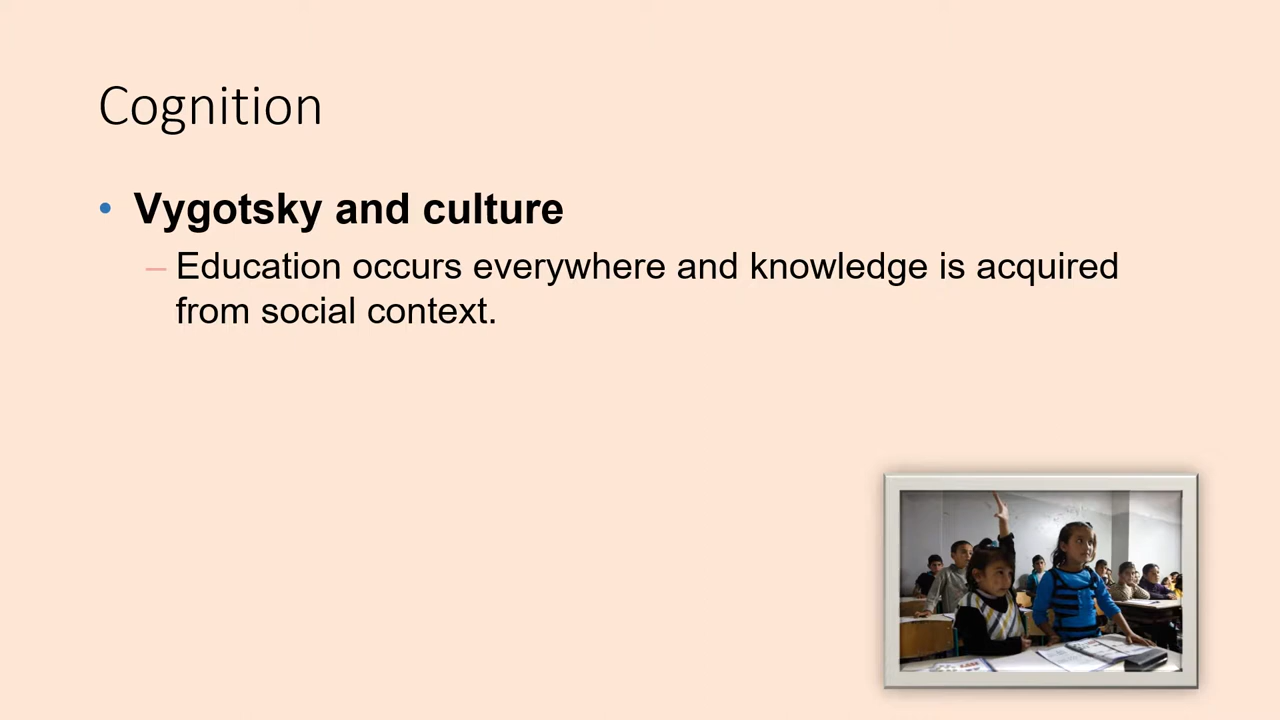 Cognition
• Vygotsky and culture
– Education occurs everywhere and knowledge is acquired
from social context.